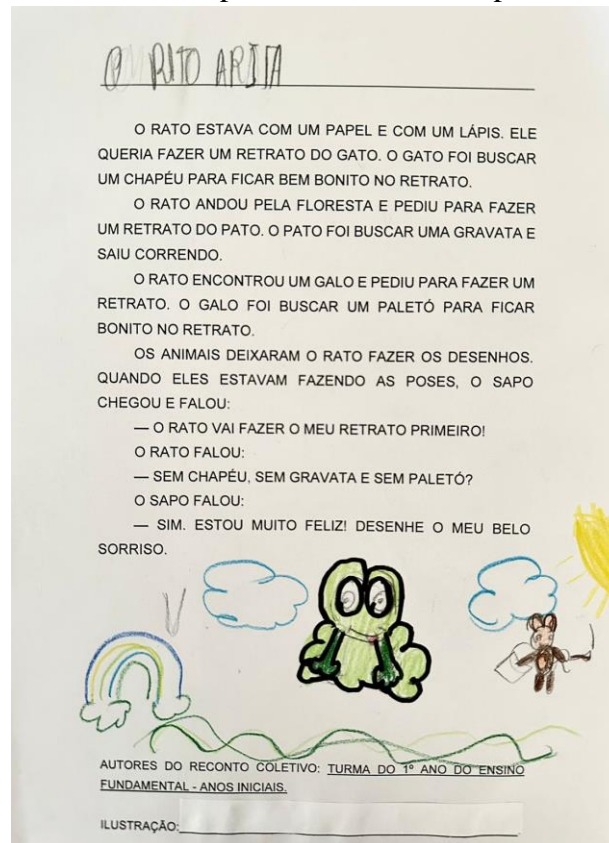 O RITO ARITA
O RATO ESTAVA COM UM PAPEL E COM UM LÁPIS. ELE
QUERIA FAZER UM RETRATO DO GATO. O GATO FOI BUSCAR
UM CHAPÉU PARA FICAR BEM BONITO NO RETRATO.
O RATO ANDOU PELA FLORESTA E PEDIU PARA FAZER
UM RETRATO DO PATO. O PATO FOI BUSCAR UMA GRAVATA E
SAIU CORRENDO.
O RATO ENCONTROU UM GALO E PEDIU PARA FAZER UM
RETRATO. O GALO FOI BUSCAR UM PALETÓ PARA FICAR
BONITO NO RETRATO.
OS ANIMAIS DEIXARAM O RATO FAZER OS DESENHOS.
QUANDO ELES ESTAVAM FAZENDO AS POSES, O SAPO
CHEGOU E FALOU:
— O RATO VAI FAZER O MEU RETRATO PRIMEIRO!
O RATO FALOU:
— SEM CHAPÉU, SEM GRAVATA E SEM PALETÓ?
O SAPO FALOU:
— SIM. ESTOU MUITO FELIZ! DESENHE O MEU BELO
SORRISO.
AUTORES DO RECONTO COLETIVO: TURMA DO 1º ANO DO ENSINO
FUNDAMENTAL - ANOS INICIAIS.
ILUSTRAÇÃO: